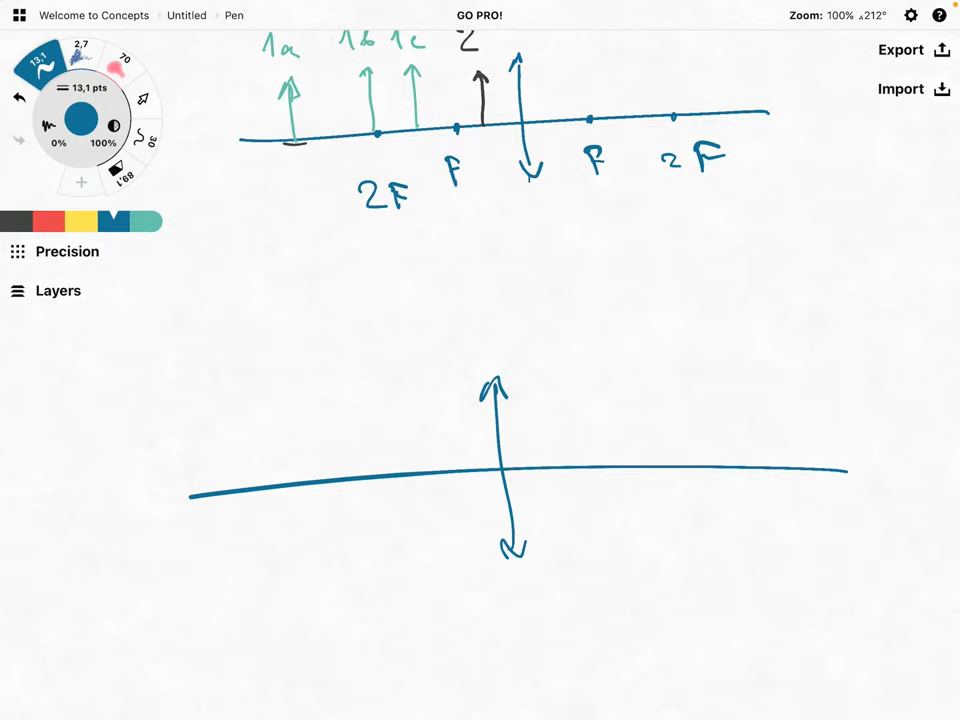 Welcome to Concepts Untitled Pen GO PRO! Zoom: 100% ⊿212°
Export
Import
13,1
2,7
70
13,1 pts
0% 100%
30
89,1
Precision
Layers
1a 1b 1c 2
2F F F 2F